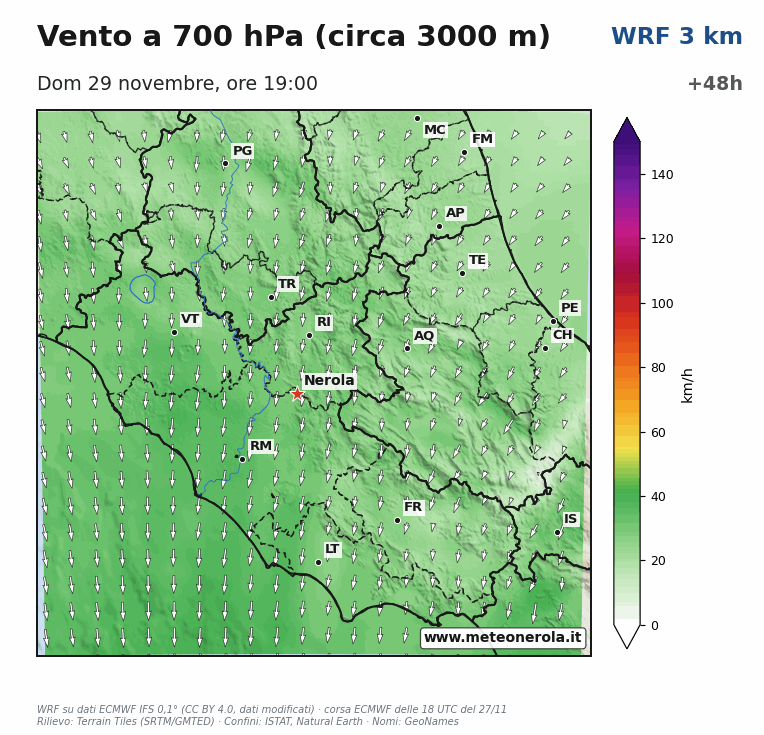 Vento a 700 hPa (circa 3000 m)
WRF 3 km
Dom 29 novembre, ore 19:00
+48h
MC
FM
PG
AP
TE
TR
PE
VT
RI
AQ
CH
Nerola
RM
FR
IS
LT
www.meteonerola.it
140
120
100
80
60
40
20
0
km/h
WRF su dati ECMWF IFS 0,1° (CC BY 4.0, dati modificati) · corsa ECMWF delle 18 UTC del 27/11
Rilievo: Terrain Tiles (SRTM/GMTED) · Confini: ISTAT, Natural Earth · Nomi: GeoNames